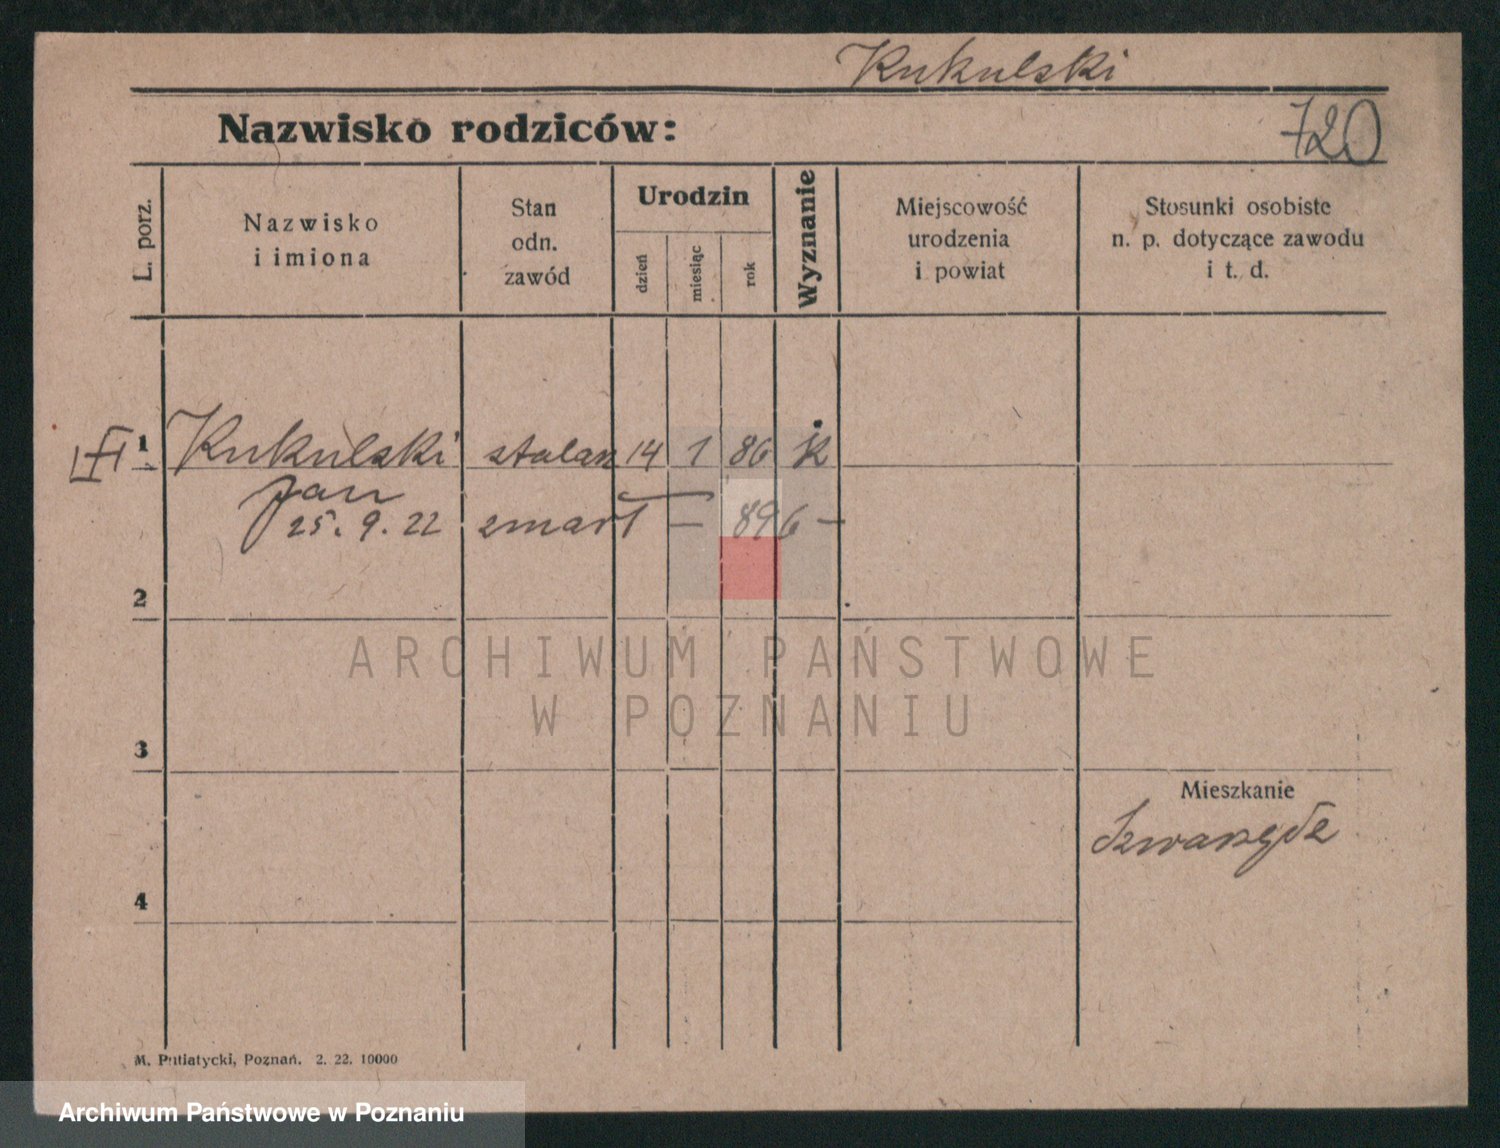 Kukulski
Nazwisko rodziców:
720
L. porz.
Nazwisko
i imiona
Stan
odn.
zawód
Urodzin
dzień
miesiąc
rok
Wyznanie
Miejscowość
urodzenia
i powiat
Stosunki osobiste
n. p. dotyczące zawodu
i t. d.
1 Kukulski stolarz 14 1 86 K
Jan
25. 9. 22 zmarł — 896 —
2
ARCHIWUM PAŃSTWOWE
W POZNANIU
3
Mieszkanie
4
M. Putiatycki, Poznań. 2. 22. 10000
Archiwum Państwowe w Poznaniu